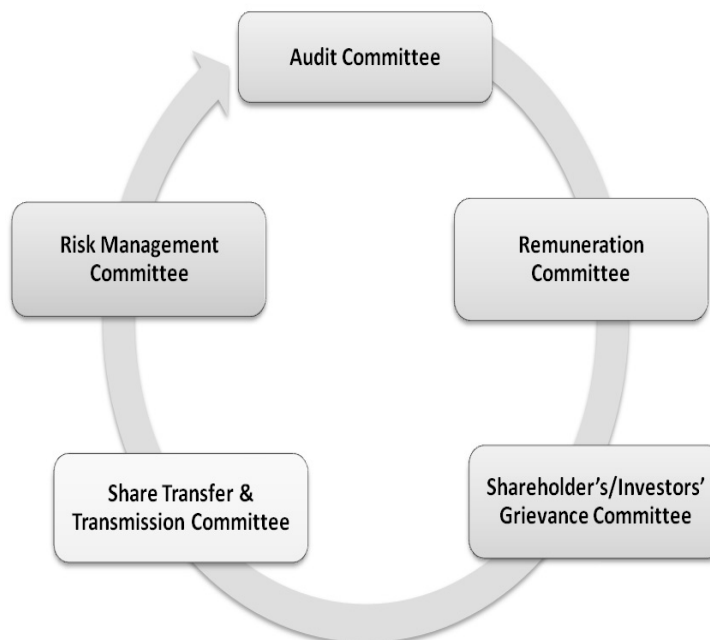 Audit Committee
Remuneration
Committee
Shareholder's/Investors'
Grievance Committee
Share Transfer &
Transmission Committee
Risk Management
Committee